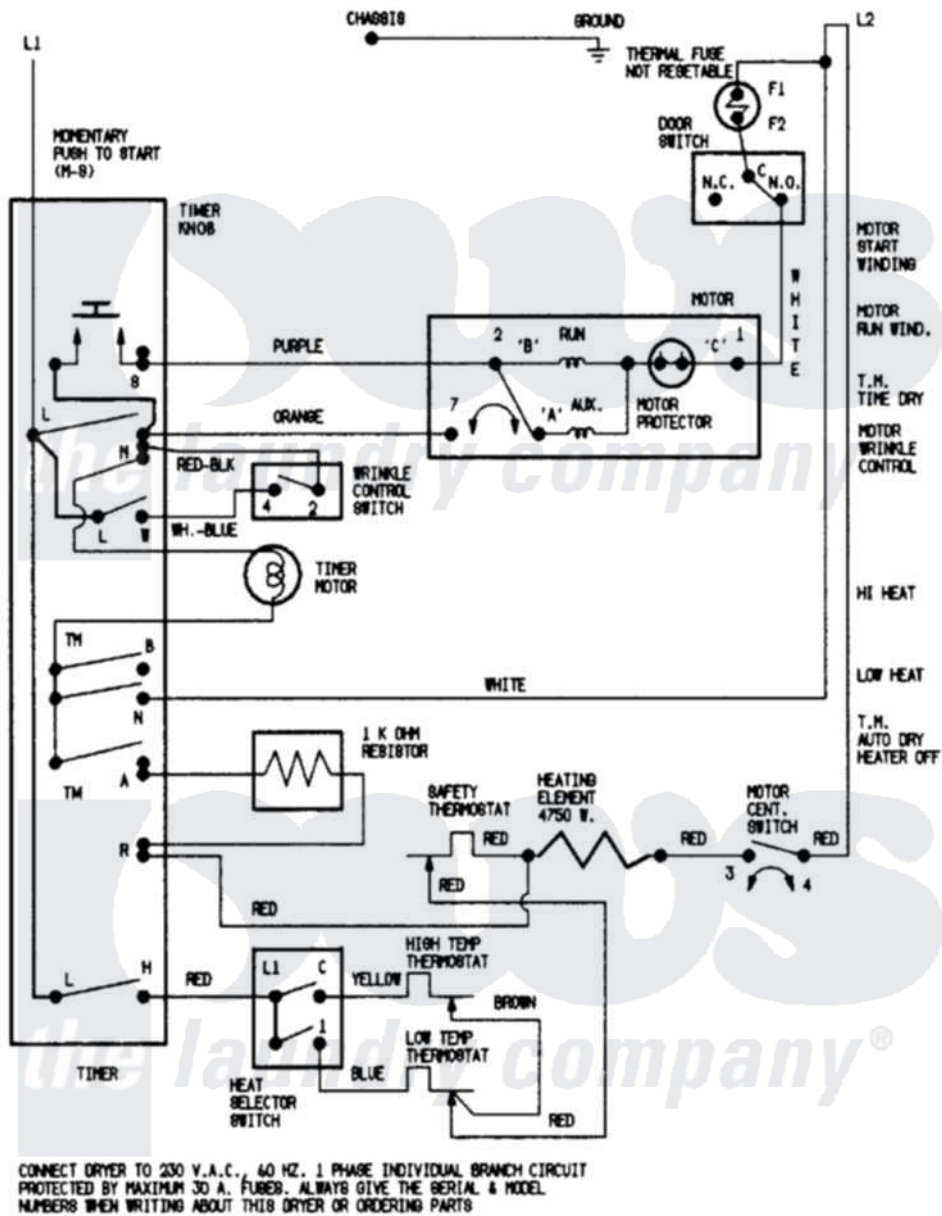 CHASSIS
GROUND
L2
L1
THERMAL FUSE
NOT RESETABLE
F1
F2
DOOR
SWITCH
MOMENTARY
PUSH TO START
(M-S)
N.C.
C
N.O.
TIMER
KNOB
MOTOR
START
WINDING
WHITE
MOTOR
2
'B'
RUN
'C'
1
MOTOR
RUN WIND.
PURPLE
S
T.M.
TIME DRY
L
ORANGE
7
'A'
AUX.
MOTOR
PROTECTOR
MOTOR
WRINKLE
CONTROL
the laundry company
M
RED-BLK
WRINKLE
CONTROL
SWITCH
4
2
L
W
WH.-BLUE
TIMER
MOTOR
HI HEAT
TM
B
LOW HEAT
WHITE
N
T.M.
AUTO DRY
HEATER OFF
1 K OHM
RESISTOR
TM
A
SAFETY
THERMOSTAT
HEATING
ELEMENT
4750 W.
MOTOR
CENT.
SWITCH
R
RED
RED
RED
3
4
RED
RED
HIGH TEMP
THERMOSTAT
L
H
RED
L1
C
YELLOW
BROWN
1
LOW TEMP
THERMOSTAT
the laundry company®
TIMER
BLUE
HEAT
SELECTOR
SWITCH
RED
CONNECT DRYER TO 230 V.A.C., 60 HZ. 1 PHASE INDIVIDUAL BRANCH CIRCUIT
PROTECTED BY MAXIMUM 30 A. FUSES. ALWAYS GIVE THE SERIAL & MODEL
NUMBERS WHEN WRITING ABOUT THIS DRYER OR ORDERING PARTS